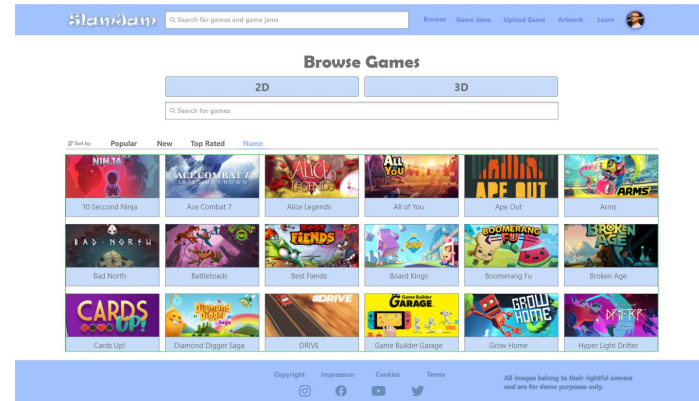 SlamJam
Search for games and game jams
Browse Game Jams Upload Game Artwork Learn
Browse Games
2D 3D
Search for games
Sort by Popular New Top Rated Name
NINJA
ACE COMBAT 7
SKIES UNKNOWN
Alice
LEGENDS
ALL
You
APE OUT
ARMS
10 Seccond Ninja Ace Combat 7 Alice Legends All of You Ape Out Arms
BAD NORTH
BEST
FIENDS
BOOMERANG
FU
BROKEN
AGE
Bad North Battletoads Best Fiends Board Kings Boomerang Fu Broken Age
CARDS
UP!
Diamond
Digger
Saga
#DRIVE
Game Builder
GARAGE
GROW
HOME
DRIFTER
Cards Up! Diamond Digger Saga DRIVE Game Builder Garage Grow Home Hyper Light Drifter
Copyright Impressum Cookies Terms
All images belong to their rightful owners
and are for demo purposes only.